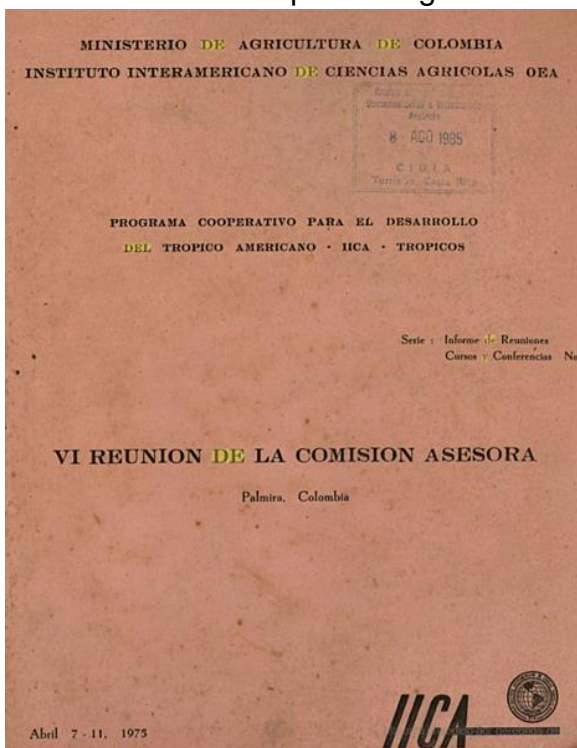 MINISTERIO DE AGRICULTURA DE COLOMBIA
INSTITUTO INTERAMERICANO DE CIENCIAS AGRICOLAS OEA
8 AGO 1985
C I D I A
PROGRAMA COOPERATIVO PARA EL DESARROLLO
DEL TROPICO AMERICANO - IICA - TROPICOS
Serie : Informe de Reuniones
Cursos y Conferencias No
VI REUNION DE LA COMISION ASESORA
Palmira, Colombia
IICA
Abril 7 - 11, 1975